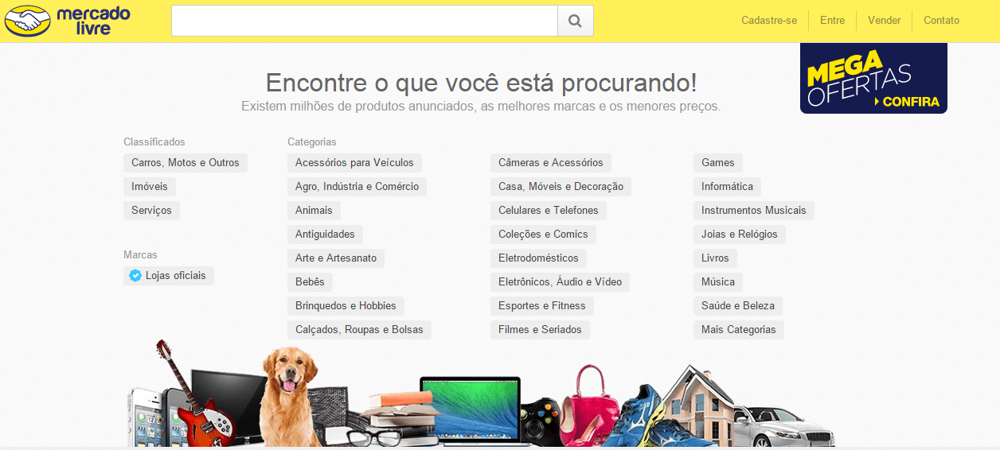 mercado
livre
Cadastre-se
Entre
Vender
Contato
MEGA
OFERTAS
CONFIRA
Encontre o que você está procurando!
Existem milhões de produtos anunciados, as melhores marcas e os menores preços.
Classificados
Carros, Motos e Outros
Imóveis
Serviços
Marcas
Lojas oficiais
Categorias
Acessórios para Veículos
Agro, Indústria e Comércio
Animais
Antiguidades
Arte e Artesanato
Bebês
Brinquedos e Hobbies
Calçados, Roupas e Bolsas
Câmeras e Acessórios
Casa, Móveis e Decoração
Celulares e Telefones
Coleções e Comics
Eletrodomésticos
Eletrônicos, Áudio e Vídeo
Esportes e Fitness
Filmes e Seriados
Games
Informática
Instrumentos Musicais
Joias e Relógios
Livros
Música
Saúde e Beleza
Mais Categorias